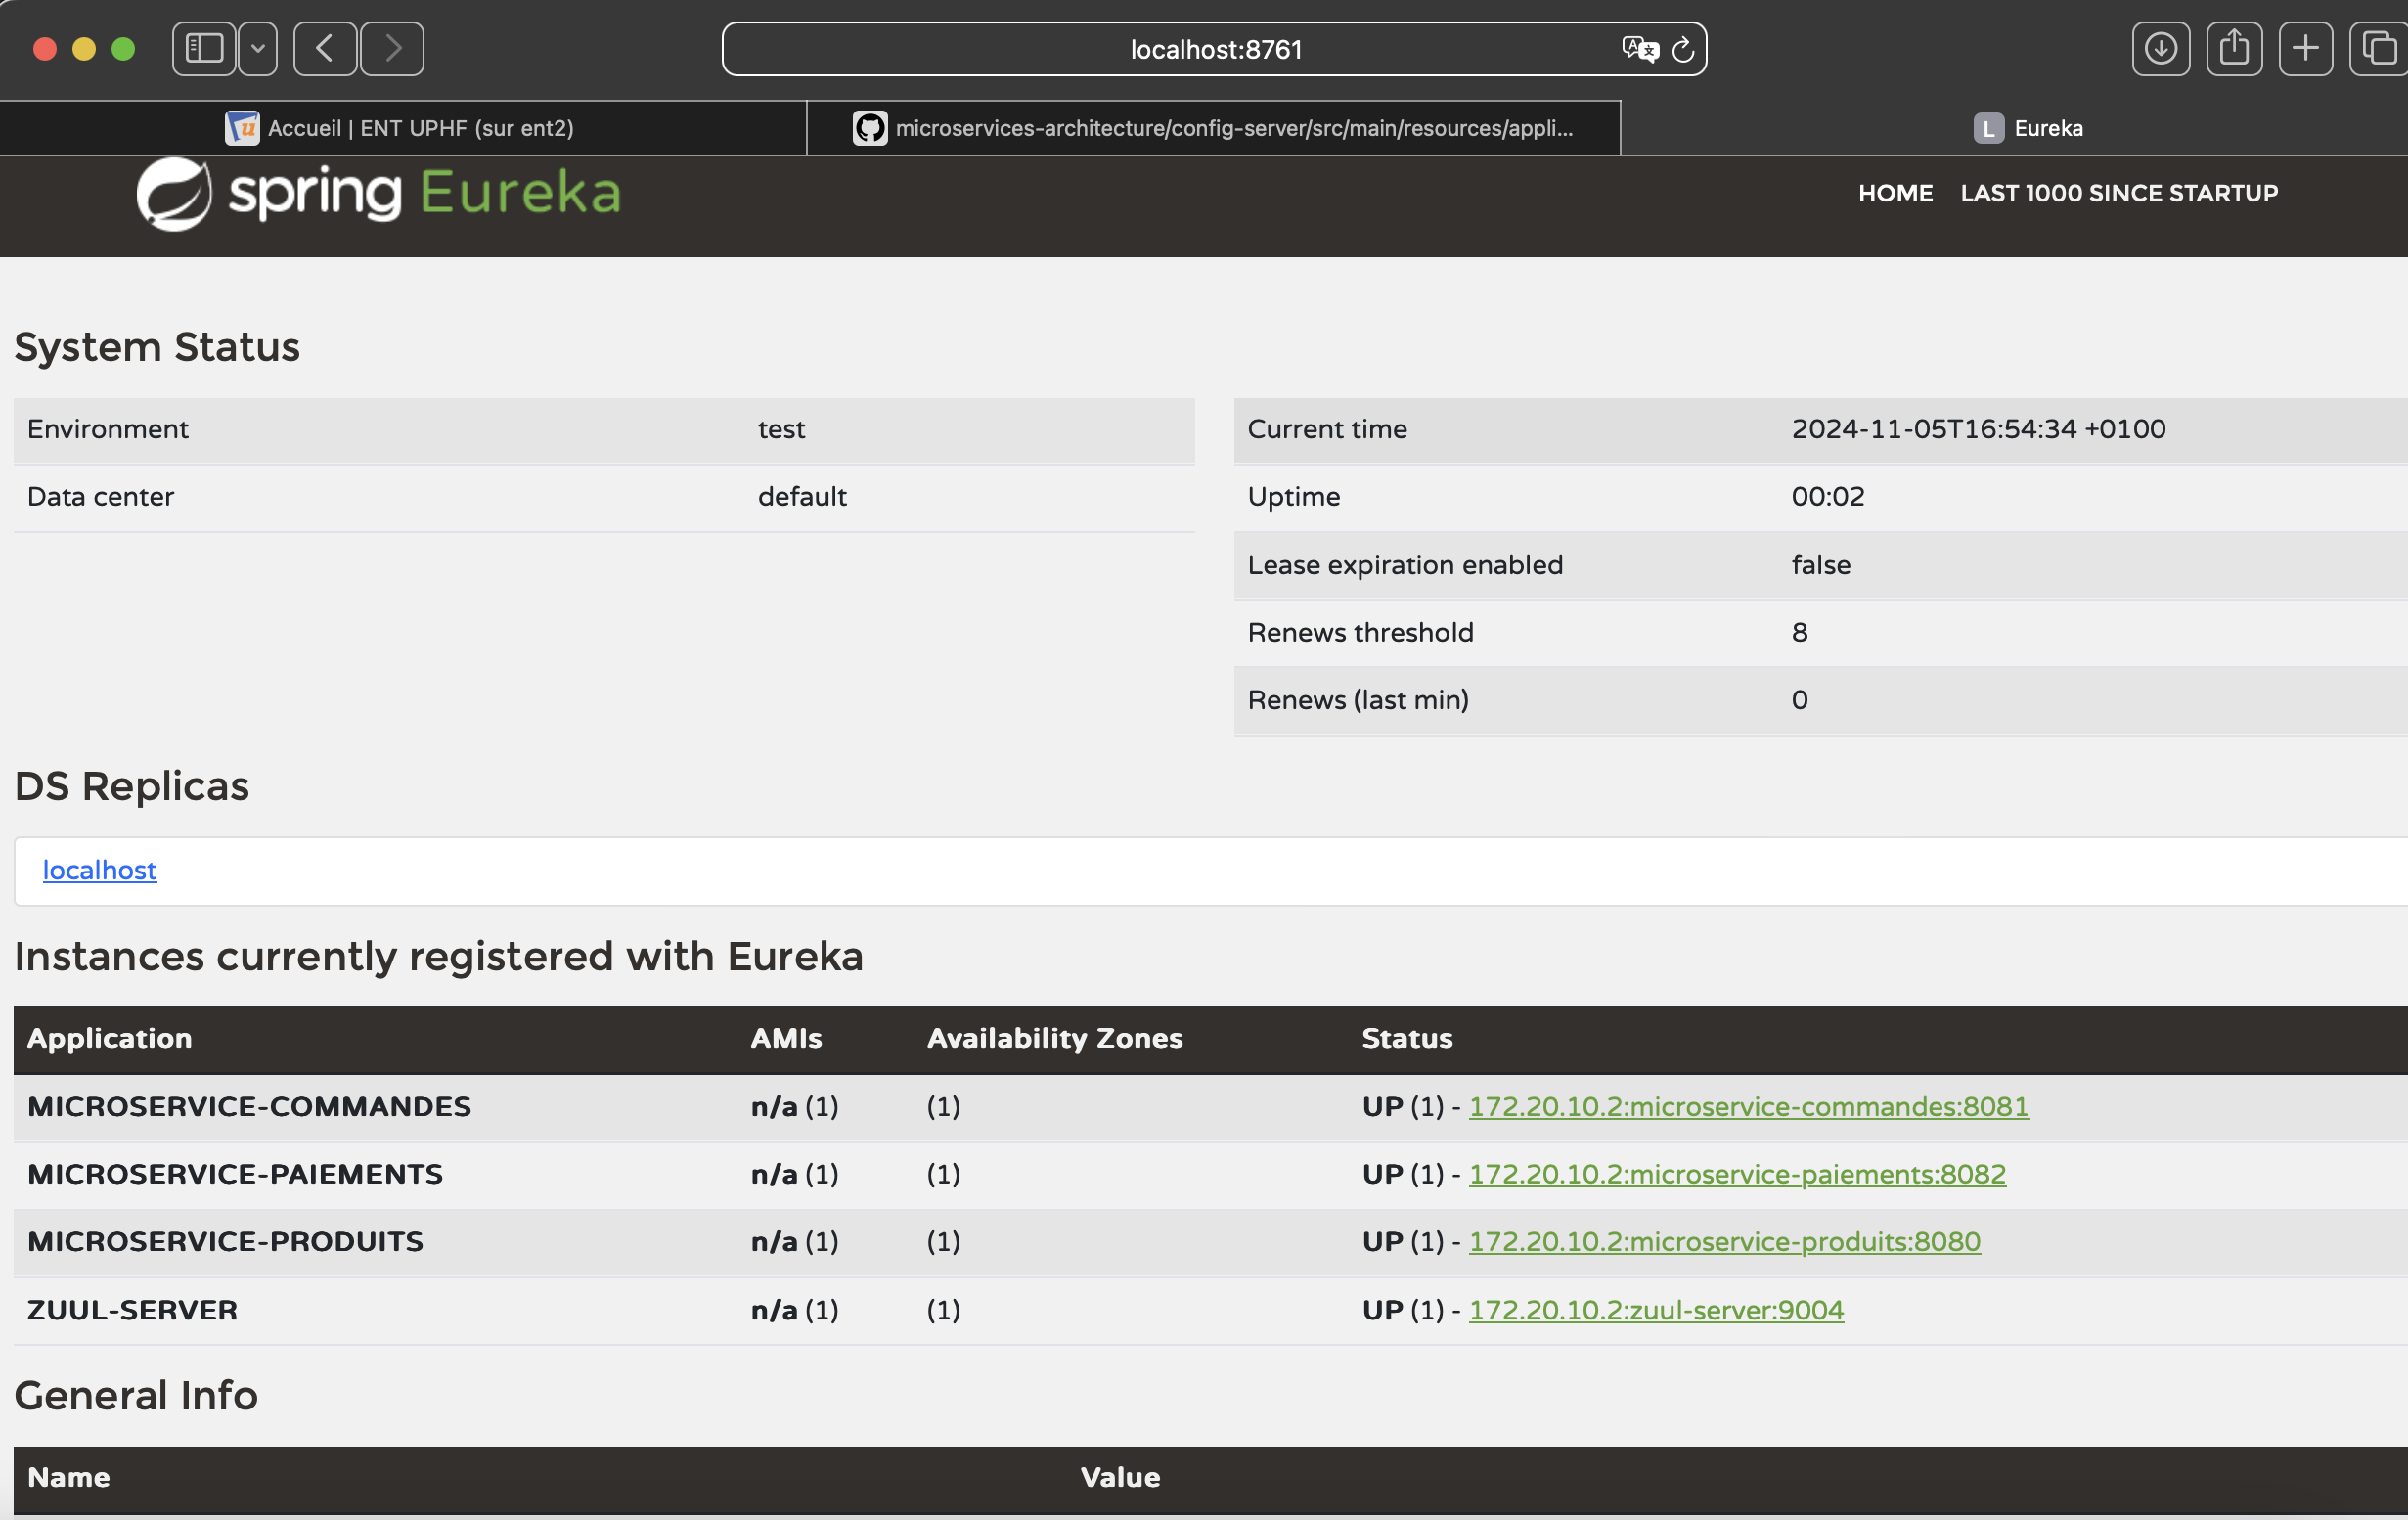 localhost:8761
Accueil | ENT UPHF (sur ent2)
microservices-architecture/config-server/src/main/resources/appli...
L Eureka
spring Eureka
HOME LAST 1000 SINCE STARTUP
System Status
Environment test
Data center default
Current time 2024-11-05T16:54:34 +0100
Uptime 00:02
Lease expiration enabled false
Renews threshold 8
Renews (last min) 0
DS Replicas
localhost
Instances currently registered with Eureka
Application AMIs Availability Zones Status
MICROSERVICE-COMMANDES n/a (1) (1) UP (1) - 172.20.10.2:microservice-commandes:8081
MICROSERVICE-PAIEMENTS n/a (1) (1) UP (1) - 172.20.10.2:microservice-paiements:8082
MICROSERVICE-PRODUITS n/a (1) (1) UP (1) - 172.20.10.2:microservice-produits:8080
ZUUL-SERVER n/a (1) (1) UP (1) - 172.20.10.2:zuul-server:9004
General Info
Name Value